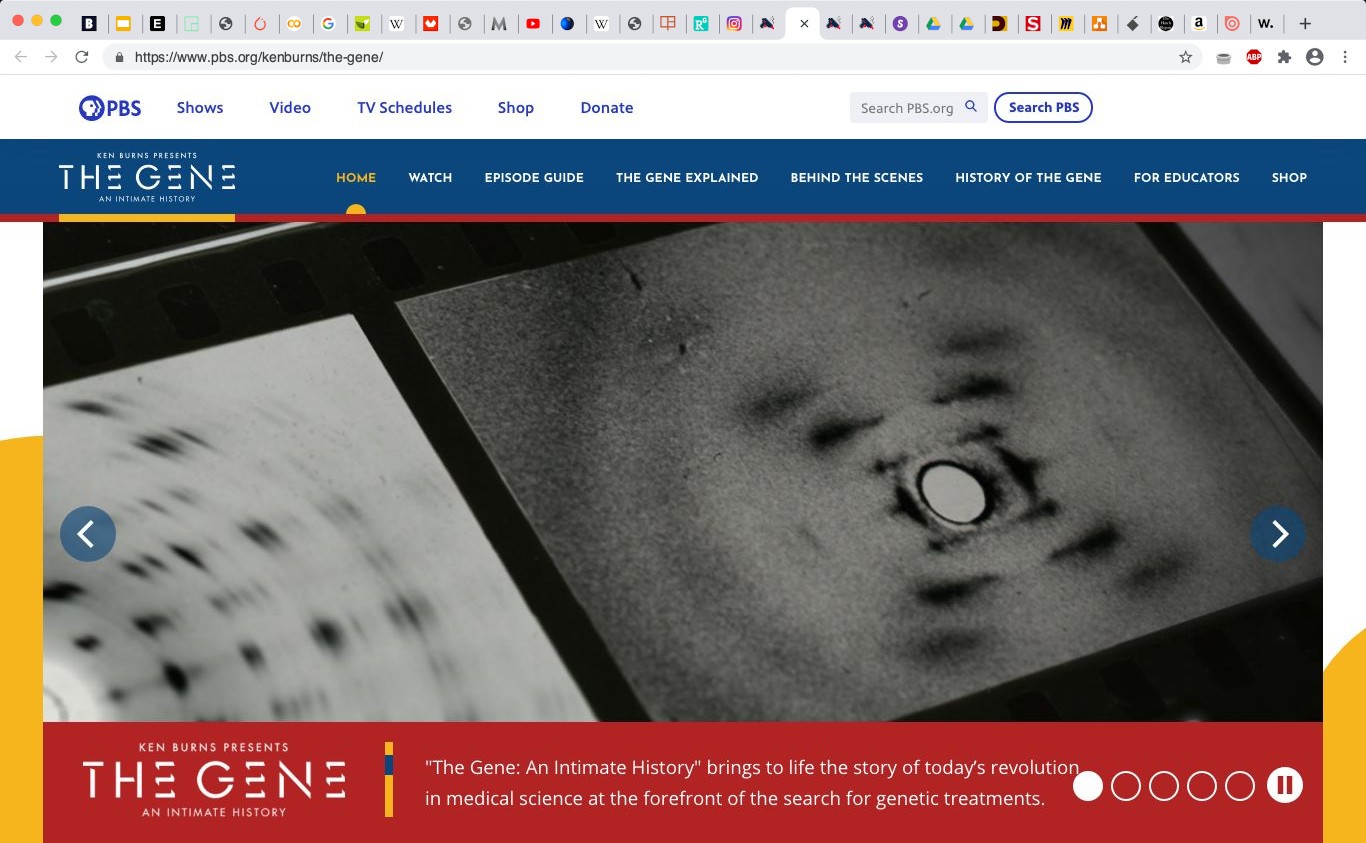 https://www.pbs.org/kenburns/the-gene/
ABP
PBS
Shows
Video
TV Schedules
Shop
Donate
Search PBS.org
Search PBS
KEN BURNS PRESENTS
THE GENE
AN INTIMATE HISTORY
HOME
WATCH
EPISODE GUIDE
THE GENE EXPLAINED
BEHIND THE SCENES
HISTORY OF THE GENE
FOR EDUCATORS
SHOP
KEN BURNS PRESENTS
THE GENE
AN INTIMATE HISTORY
"The Gene: An Intimate History" brings to life the story of today’s revolution
in medical science at the forefront of the search for genetic treatments.